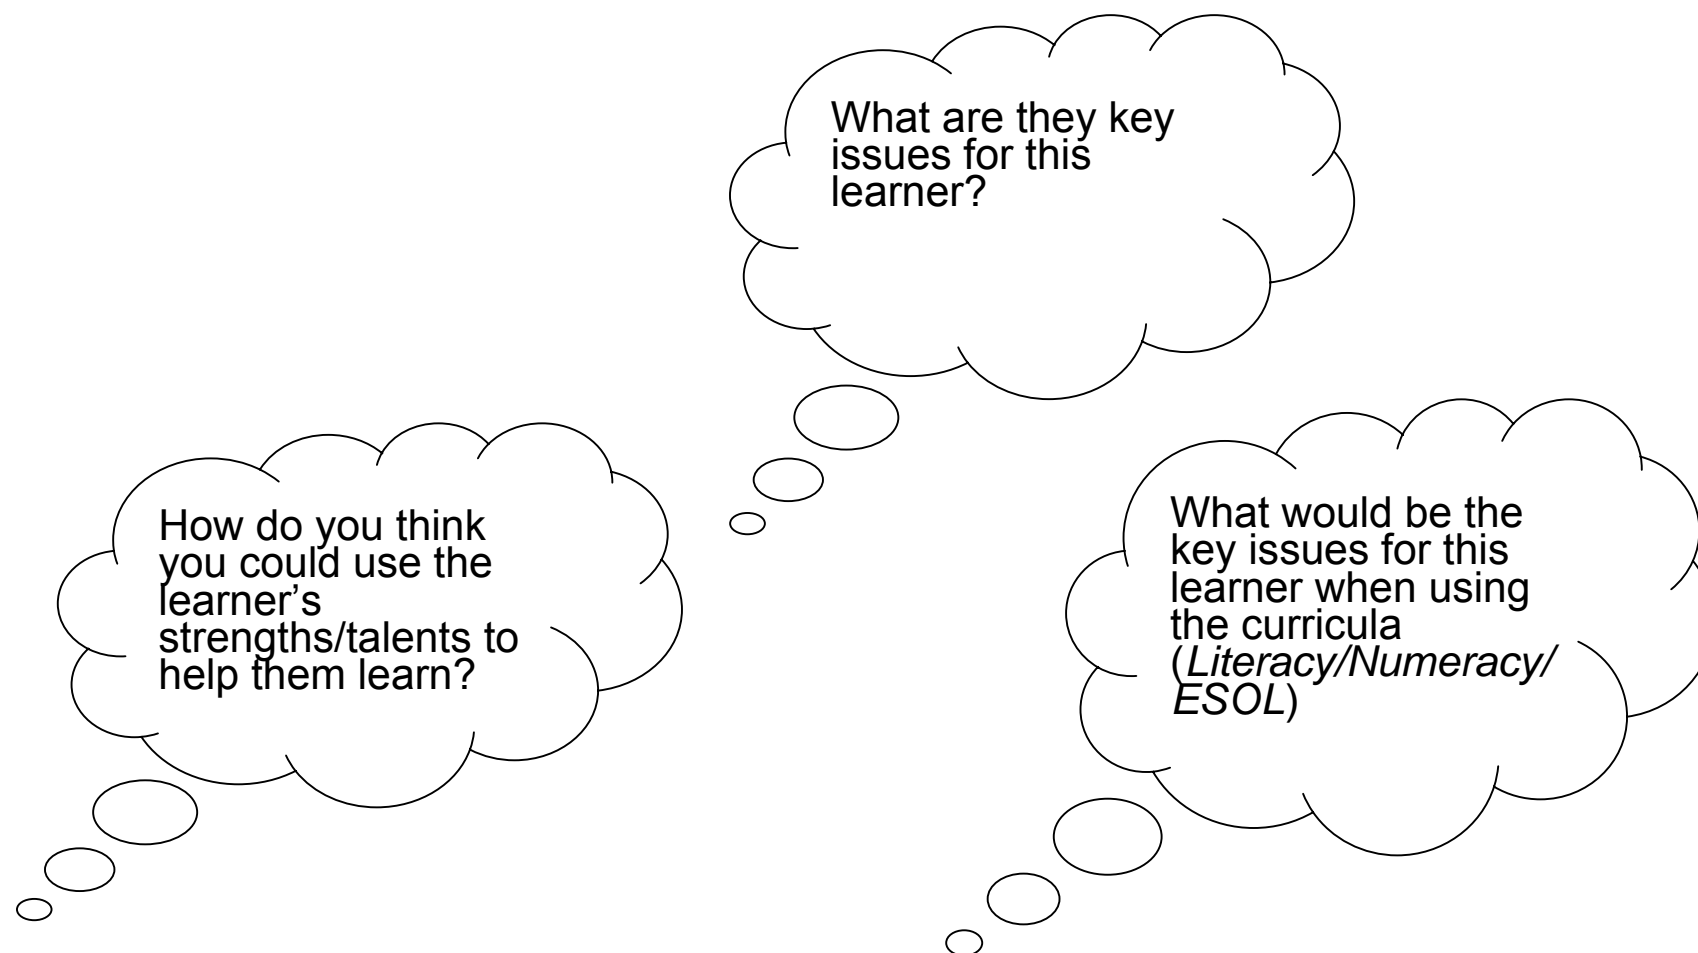 What are they key
issues for this
learner?
How do you think
you could use the
learner’s
strengths/talents to
help them learn?
What would be the
key issues for this
learner when using
the curricula
(Literacy/Numeracy/
ESOL)